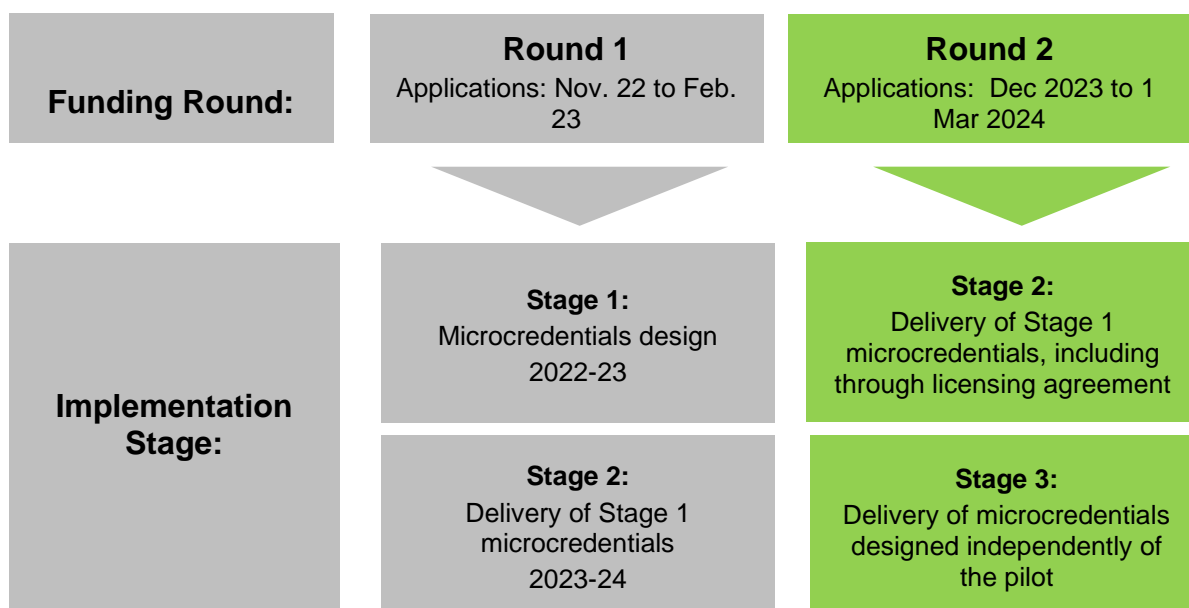 Funding Round:
Round 1
Applications: Nov. 22 to Feb.
23
Round 2
Applications:  Dec 2023 to 1
Mar 2024
Implementation
Stage:
Stage 1:
Microcredentials design
2022-23
Stage 2:
Delivery of Stage 1
microcredentials, including
through licensing agreement
Stage 2:
Delivery of Stage 1
microcredentials
2023-24
Stage 3:
Delivery of microcredentials
designed independently of
the pilot